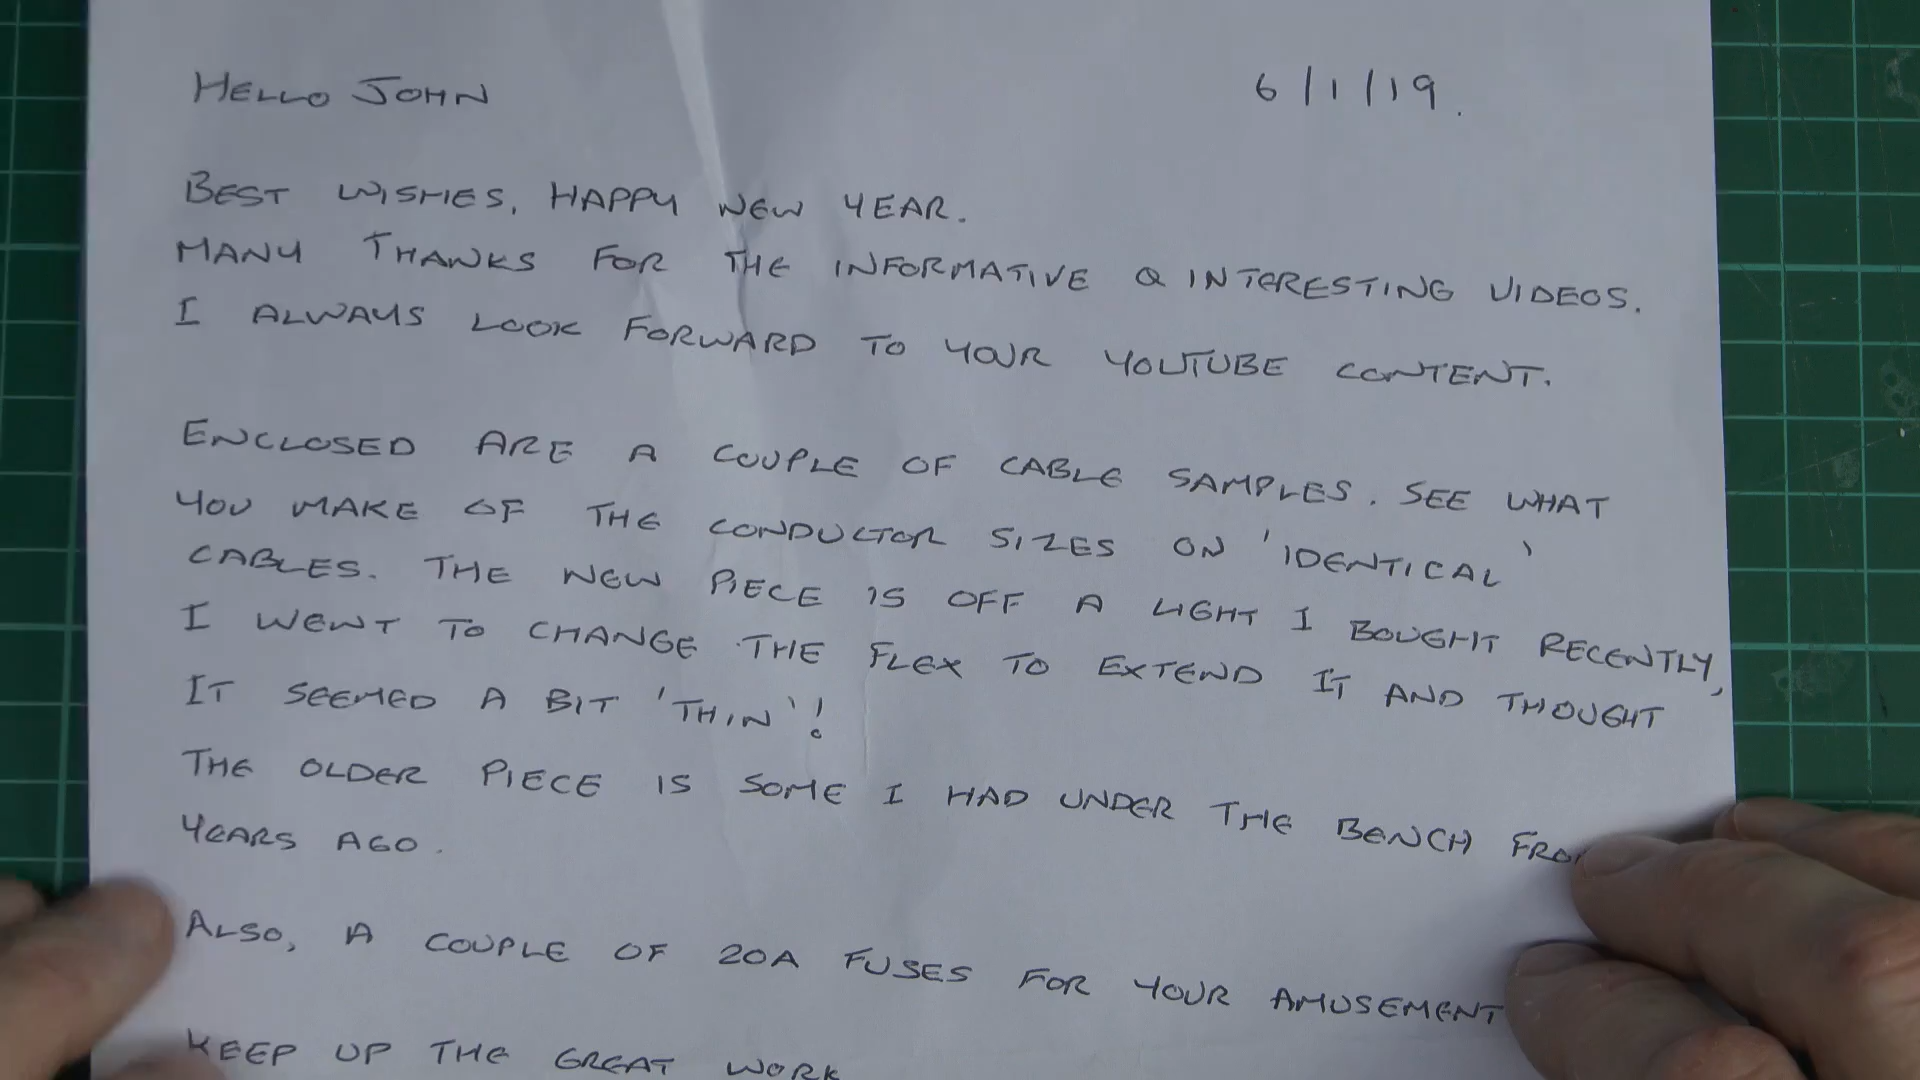 HELLO JOHN 6/1/19.
BEST WISHES, HAPPY NEW YEAR.
MANY THANKS FOR THE INFORMATIVE & INTERESTING VIDEOS.
I ALWAYS LOOK FORWARD TO YOUR YOUTUBE CONTENT.
ENCLOSED ARE A COUPLE OF CABLE SAMPLES. SEE WHAT
YOU MAKE OF THE CONDUCTOR SIZES ON 'IDENTICAL'
CABLES. THE NEW PIECE IS OFF A LIGHT I BOUGHT RECENTLY,
I WENT TO CHANGE THE FLEX TO EXTEND IT AND THOUGHT
IT SEEMED A BIT 'THIN'!
THE OLDER PIECE IS SOME I HAD UNDER THE BENCH FROM
YEARS AGO.
ALSO, A COUPLE OF 20A FUSES FOR YOUR AMUSEMENT
KEEP UP THE GREAT WORK